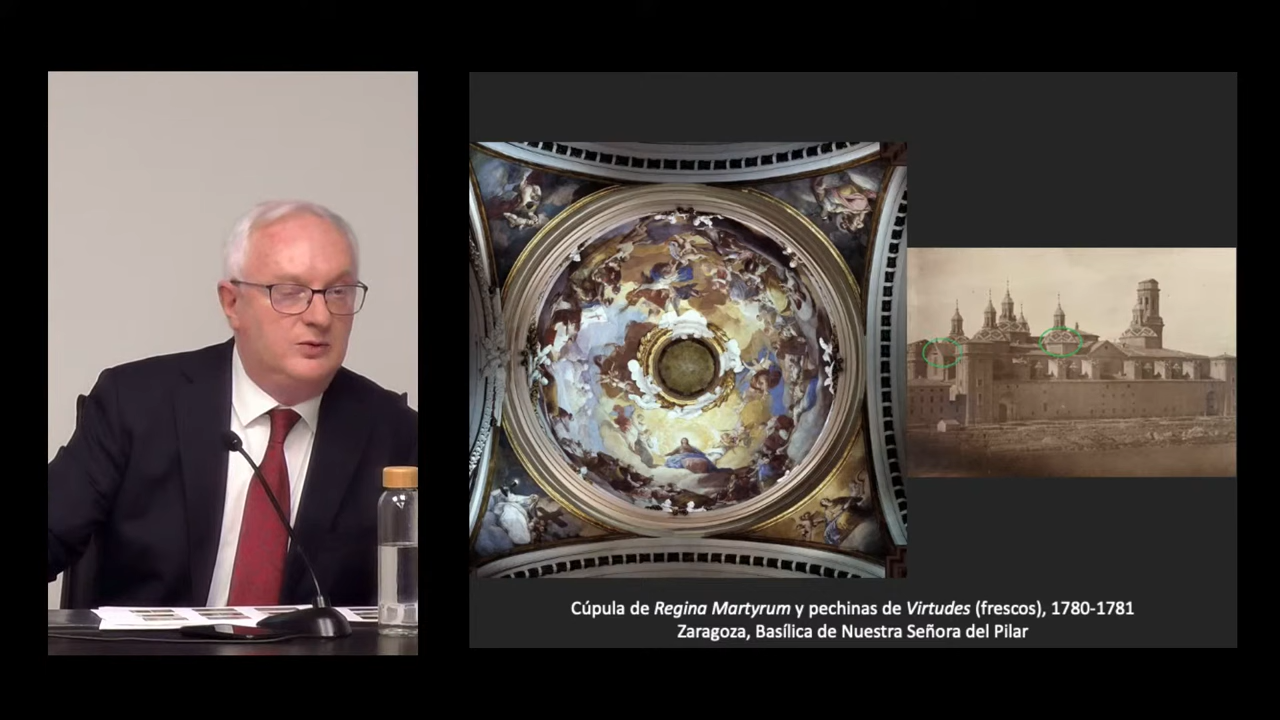 Cúpula de Regina Martyrum y pechinas de Virtudes (frescos), 1780-1781
Zaragoza, Basílica de Nuestra Señora del Pilar